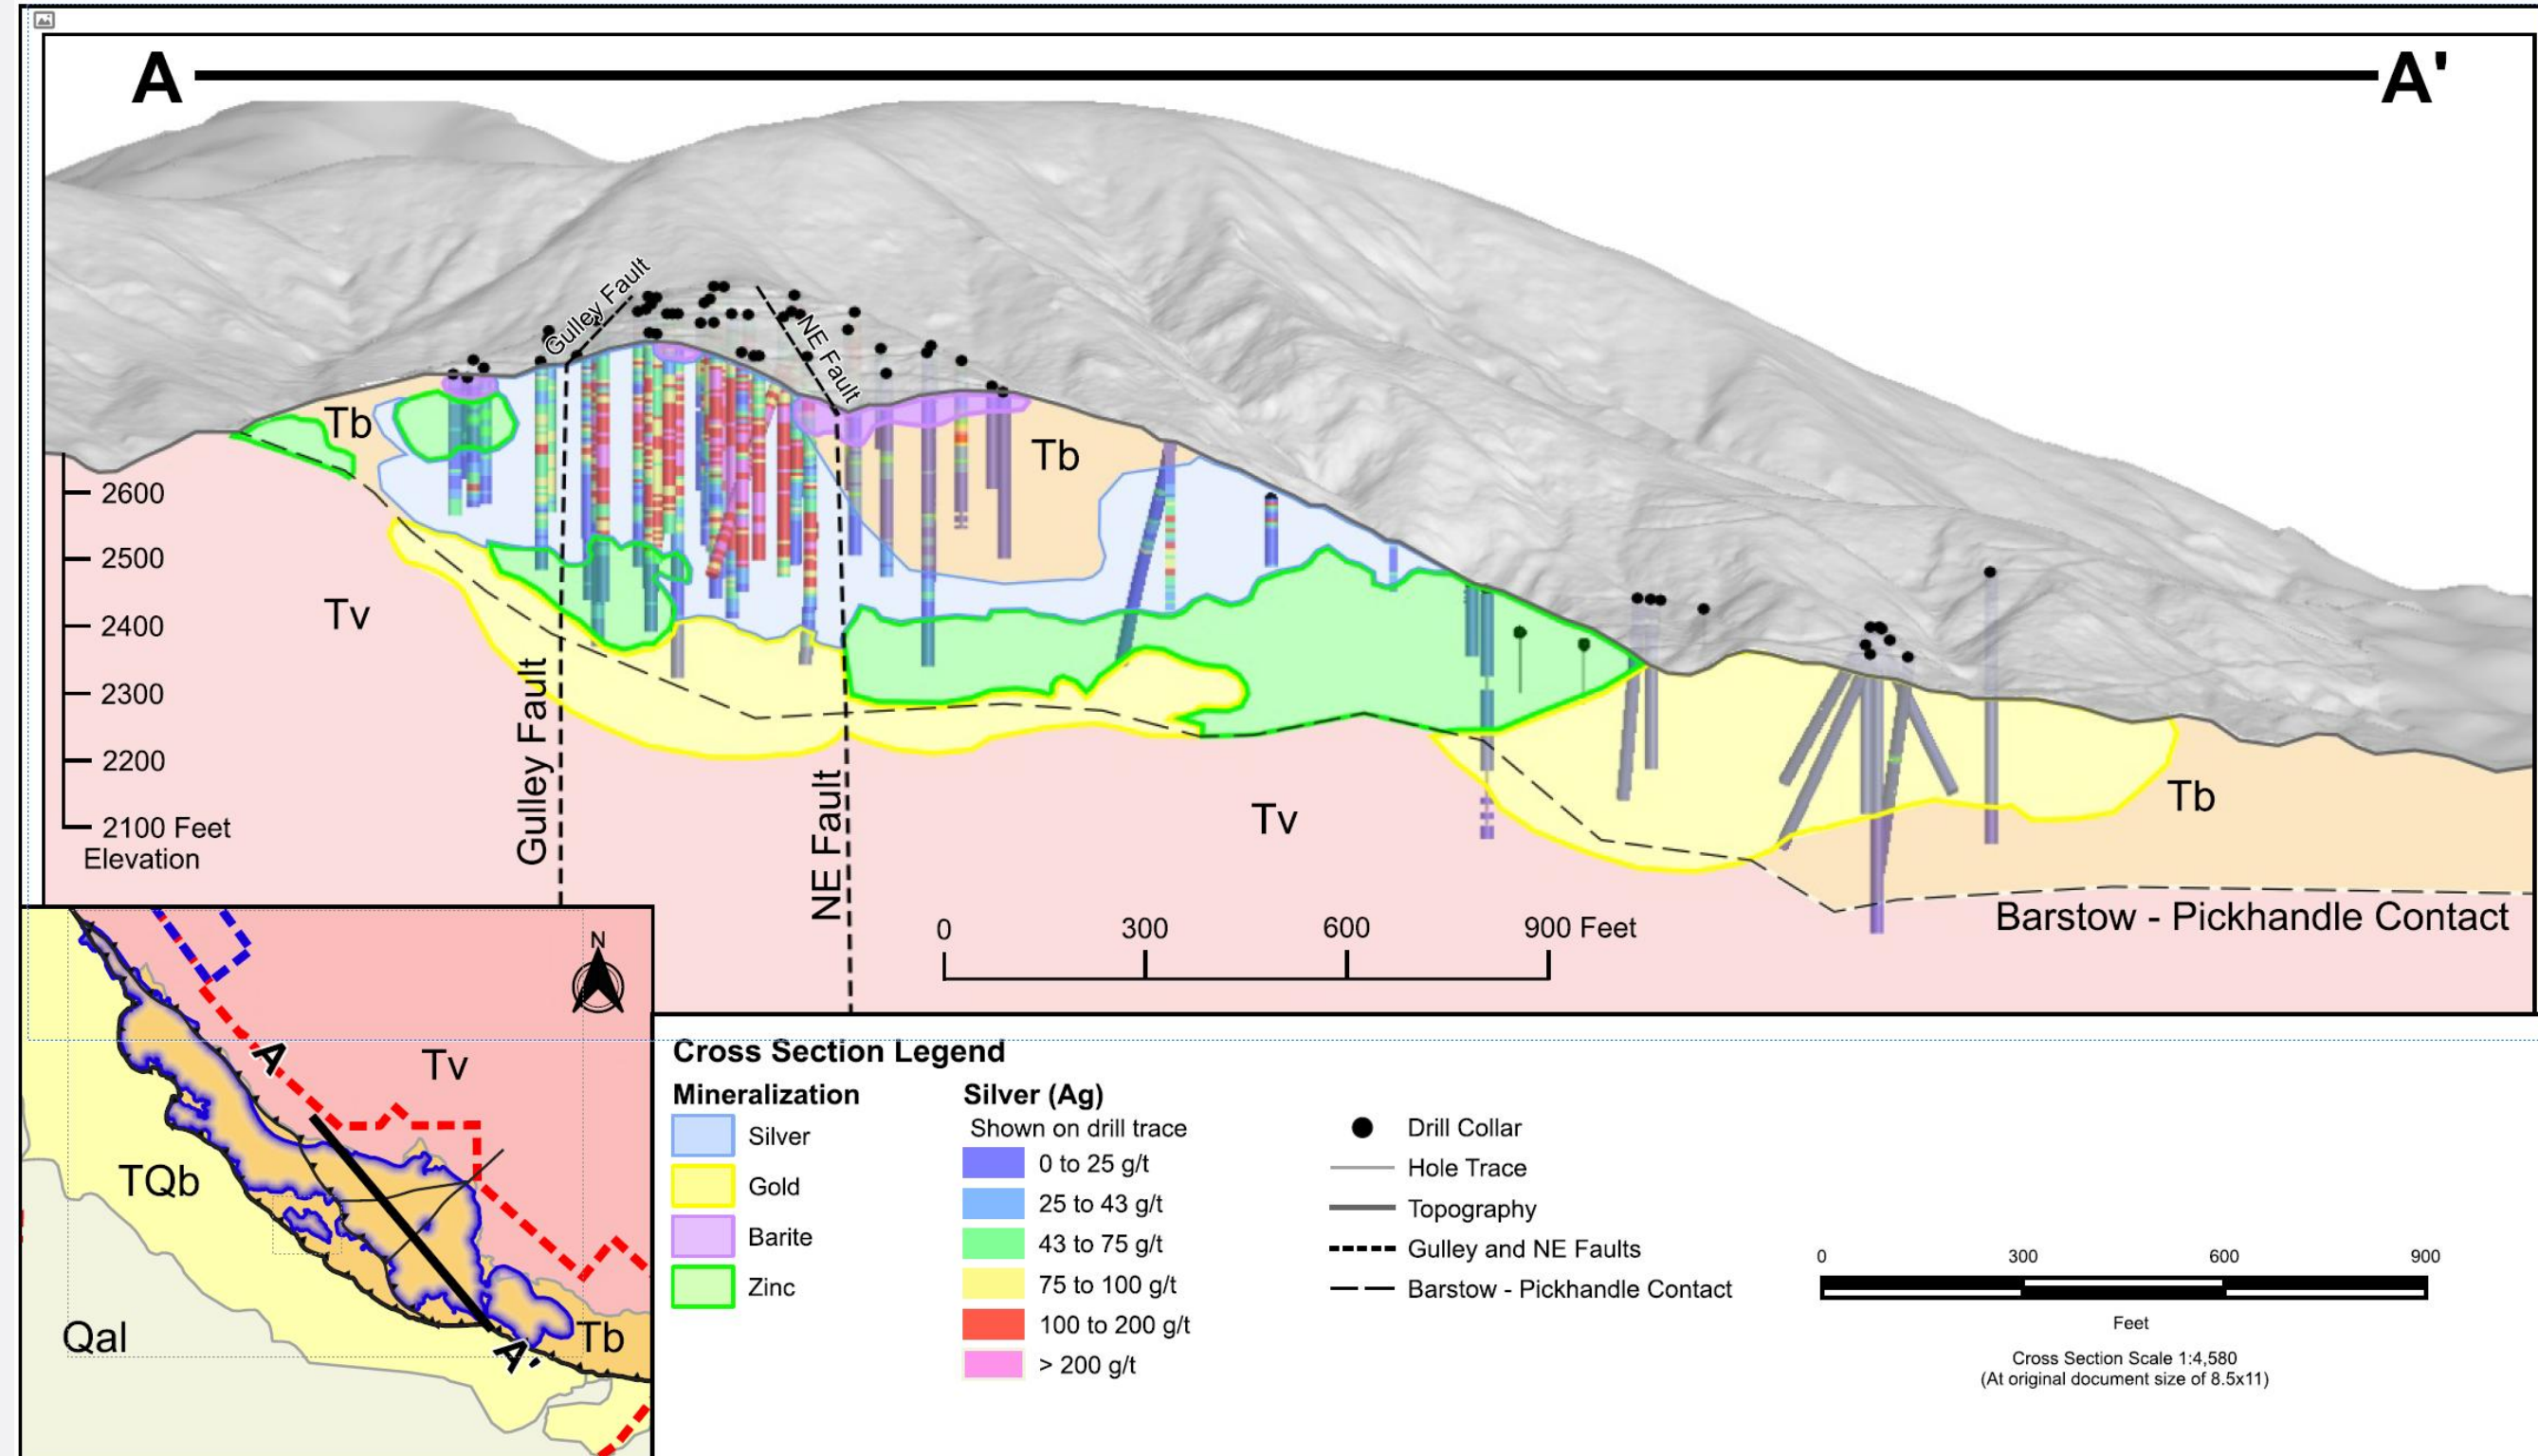 A
A'
Gulley Fault
NE Fault
Tb
Tb
2600
2500
2400
2300
2200
2100 Feet
Elevation
Tv
Gulley Fault
NE Fault
Tv
Tb
Barstow - Pickhandle Contact
0
300
600
900 Feet
N
A
Tv
TQb
Qal
Tb
A'
Cross Section Legend
Mineralization
Silver
Gold
Barite
Zinc
Silver (Ag)
Shown on drill trace
0 to 25 g/t
25 to 43 g/t
43 to 75 g/t
75 to 100 g/t
100 to 200 g/t
> 200 g/t
Drill Collar
Hole Trace
Topography
Gulley and NE Faults
Barstow - Pickhandle Contact
0
300
600
900
Feet
Cross Section Scale 1:4,580
(At original document size of 8.5x11)